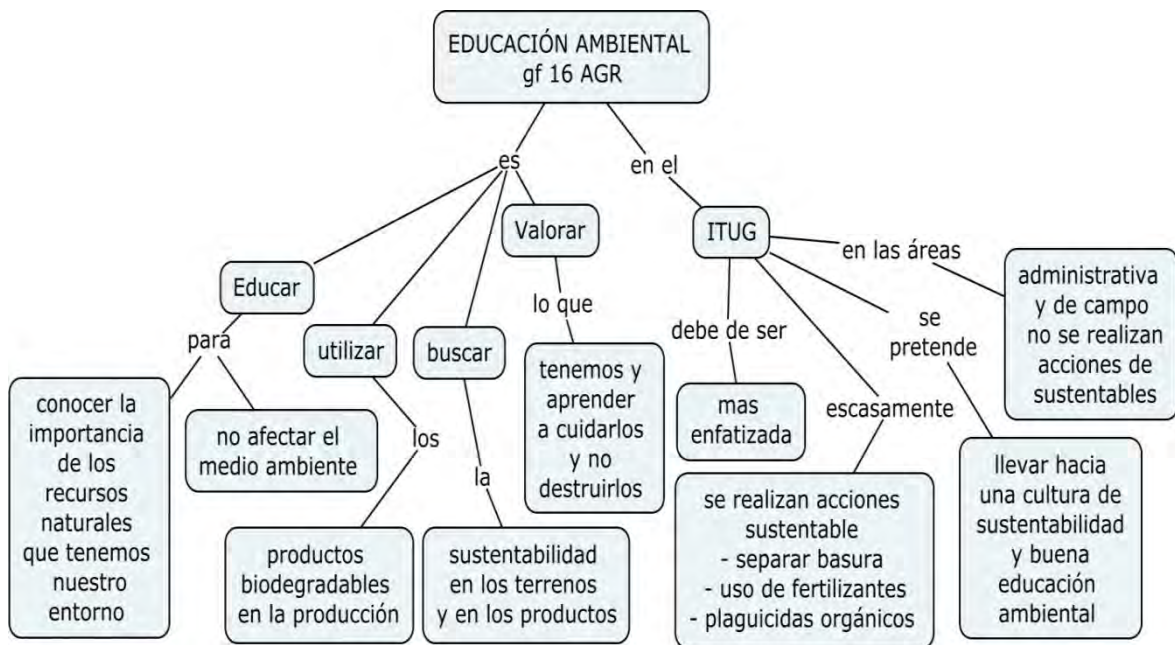 EDUCACIÓN AMBIENTAL
gf 16 AGR
es
en el
Valorar
ITUG
en las áreas
Educar
lo que
administrativa
y de campo
no se realizan
acciones de
sustentables
para
utilizar
buscar
debe de ser
se
pretende
conocer la
importancia
de los
recursos
naturales
que tenemos
nuestro
entorno
no afectar el
medio ambiente
los
la
tenemos y
aprender
a cuidarlos
y no
destruirlos
mas
enfatizada
escasamente
productos
biodegradables
en la producción
sustentabilidad
en los terrenos
y en los productos
se realizan acciones
sustentable
- separar basura
- uso de fertilizantes
- plaguicidas orgánicos
llevar hacia
una cultura de
sustentabilidad
y buena
educación
ambiental